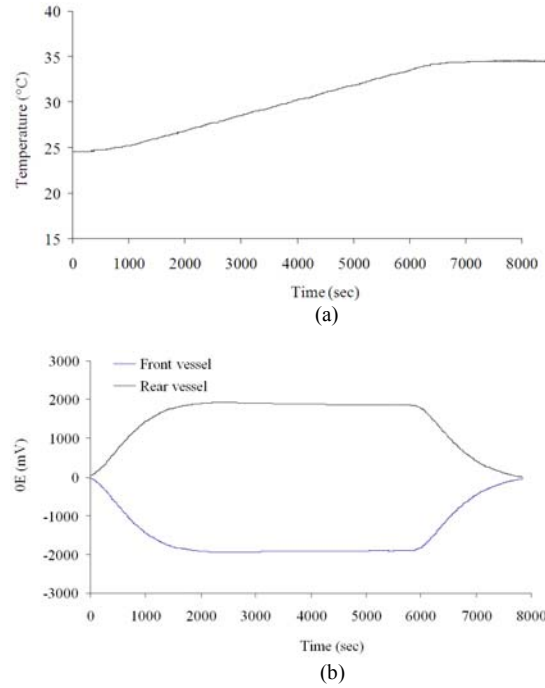 40
35
30
25
20
15
Temperature (°C)
0 1000 2000 3000 4000 5000 6000 7000 8000
Time (sec)
(a)
Front vessel
Rear vessel
3000
2000
1000
0
-1000
-2000
-3000
0E (mV)
0 1000 2000 3000 4000 5000 6000 7000 8000
Time (sec)
(b)